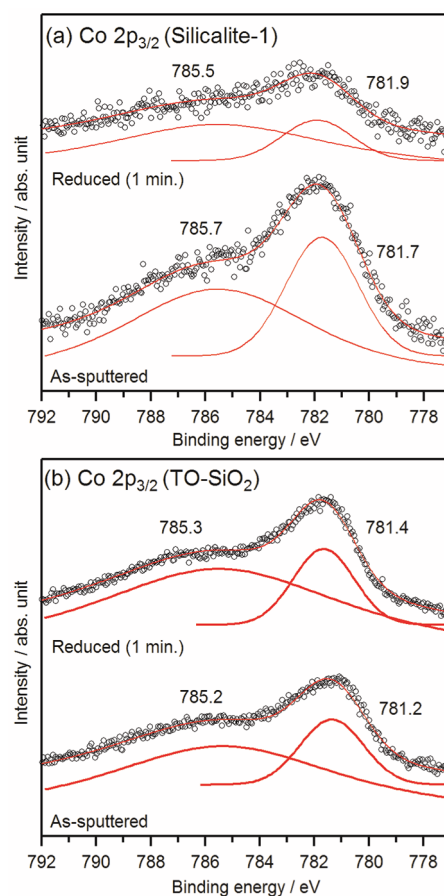 (a) Co 2p3/2 (Silicalite-1)
785.5
781.9
Reduced (1 min.)
785.7
781.7
As-sputtered
Intensity / abs. unit
792 790 788 786 784 782 780 778
Binding energy / eV
(b) Co 2p3/2 (TO-SiO2)
785.3
781.4
Reduced (1 min.)
785.2
781.2
As-sputtered
Intensity / abs. unit
792 790 788 786 784 782 780 778
Binding energy / eV